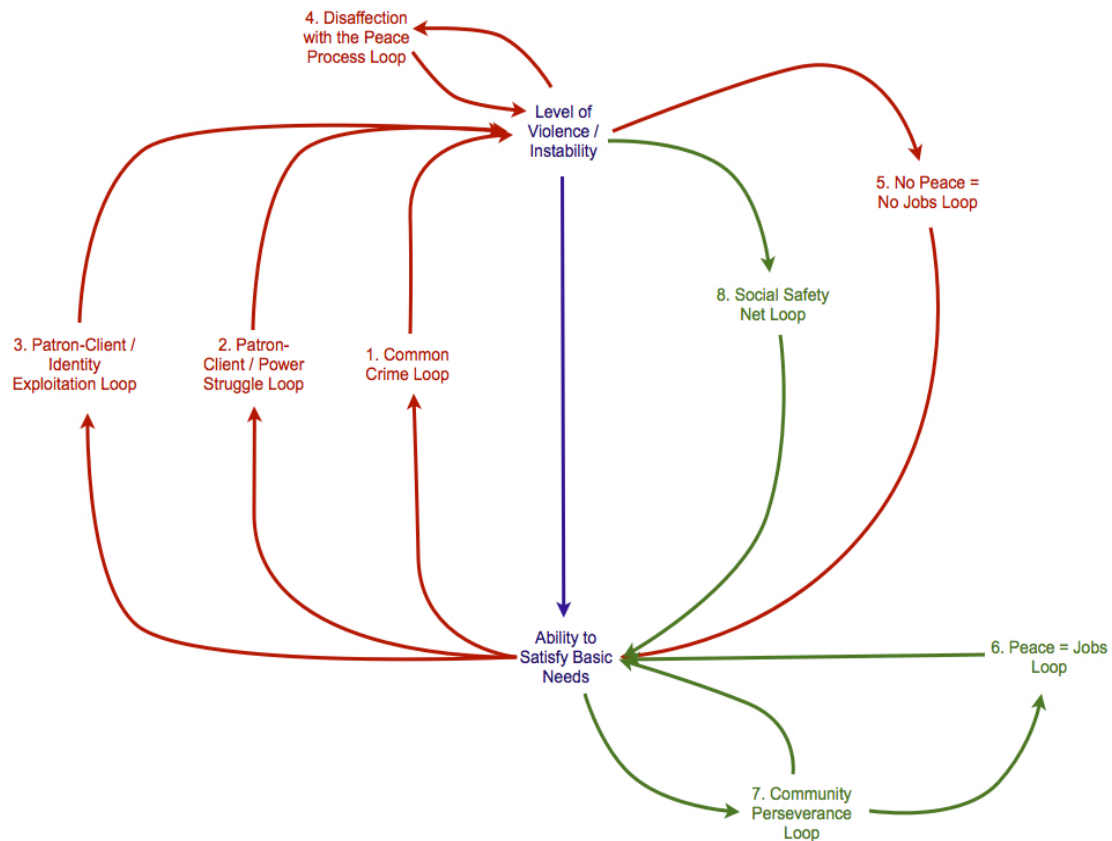 4. Disaffection
with the Peace
Process Loop
Level of
Violence /
Instability
5. No Peace =
No Jobs Loop
8. Social Safety
Net Loop
3. Patron-Client /
Identity
Exploitation Loop
2. Patron-
Client / Power
Struggle Loop
1. Common
Crime Loop
Ability to
Satisfy Basic
Needs
6. Peace = Jobs
Loop
7. Community
Perseverance
Loop